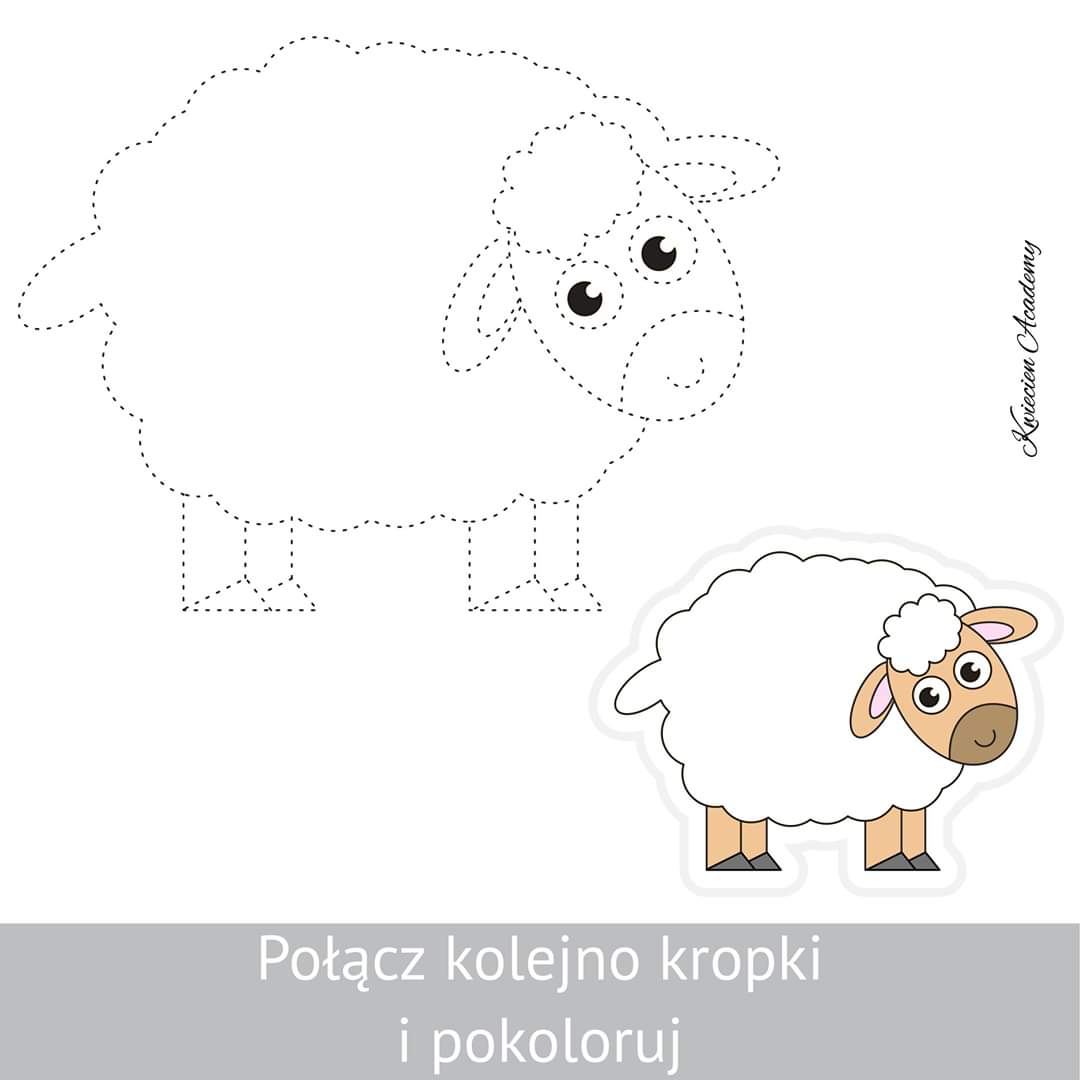 Kwiecien Academy
Połącz kolejno kropki
i pokoloruj